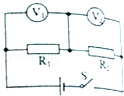 V₁ V₂
R₁ R₂
S